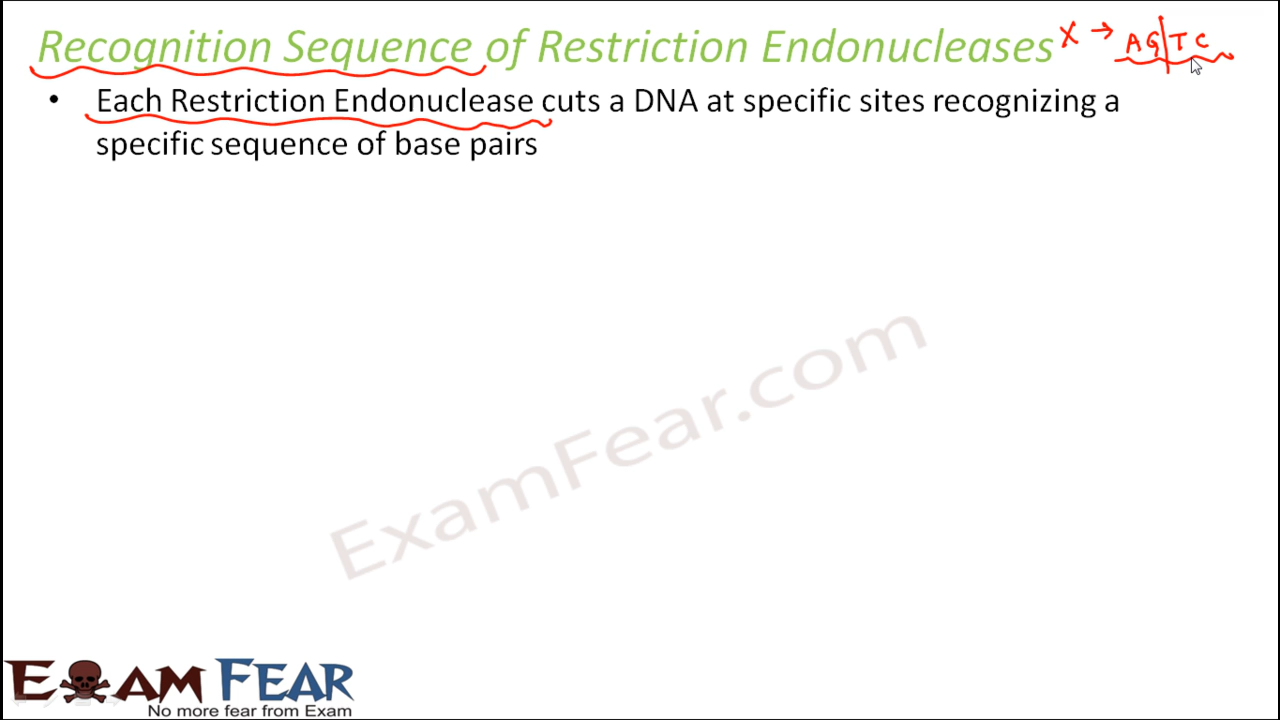 Recognition Sequence of Restriction Endonucleases X → AG|TC
• Each Restriction Endonuclease cuts a DNA at specific sites recognizing a
specific sequence of base pairs
ExamFear.com
EXAM FEAR
No more fear from Exam